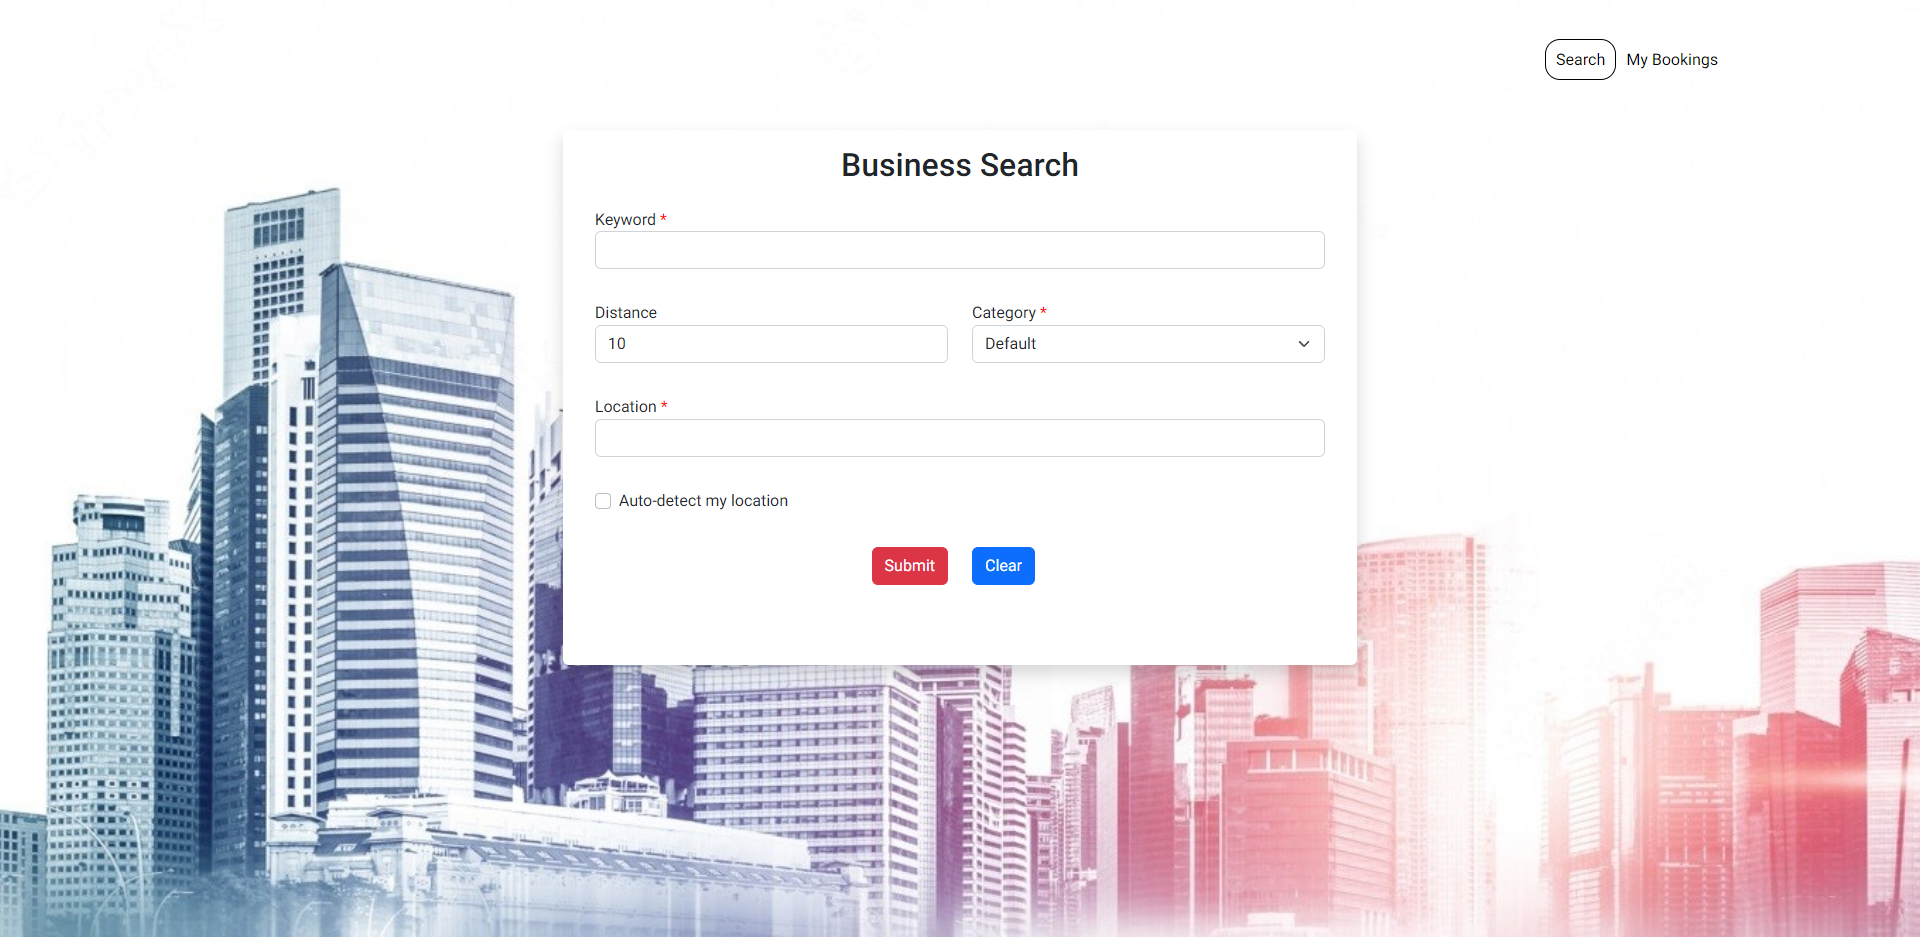 Search My Bookings
Business Search
Keyword *
Distance
Category *
10
Default
Location *
Auto-detect my location
Submit
Clear